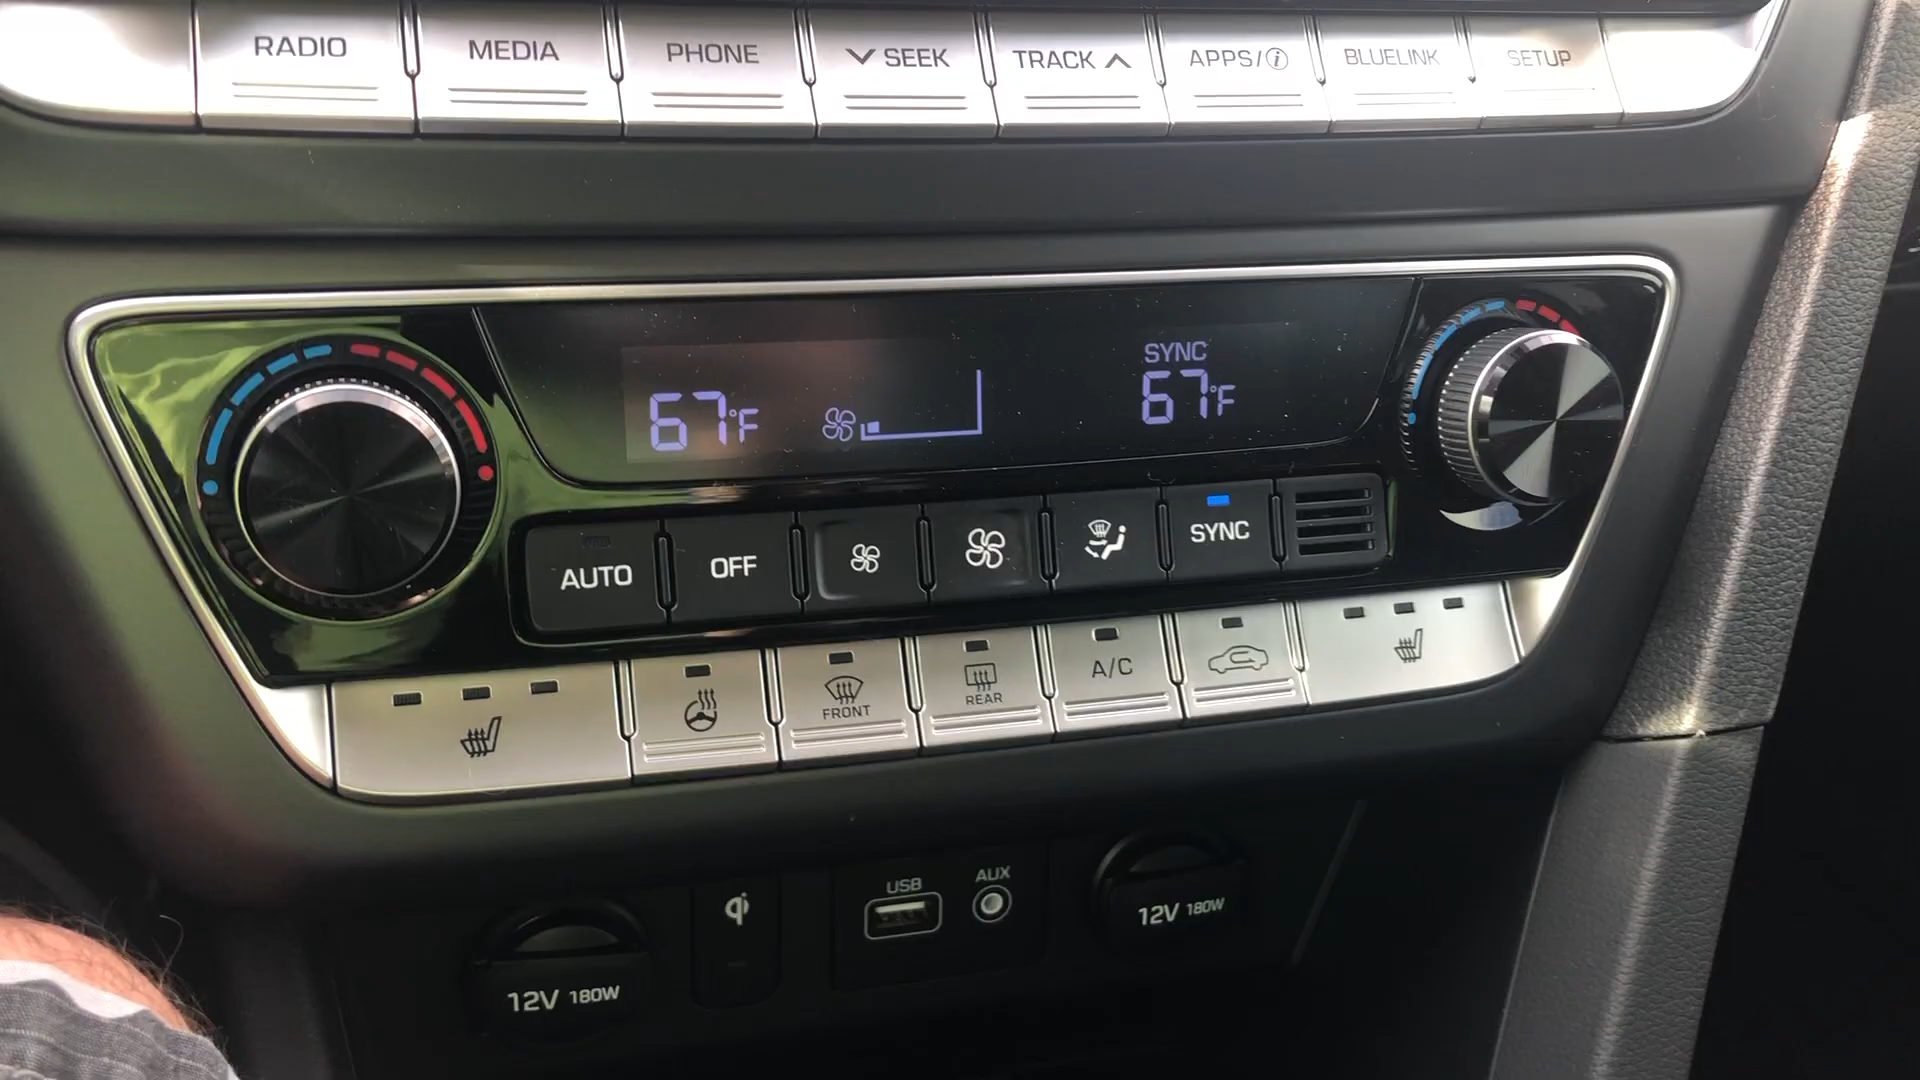 RADIO
MEDIA
PHONE
SEEK
TRACK
APPS/i
BLUELINK
SETUP
67°F
SYNC
67°F
AUTO
OFF
SYNC
FRONT
REAR
A/C
12V 180W
USB
AUX
12V 180W